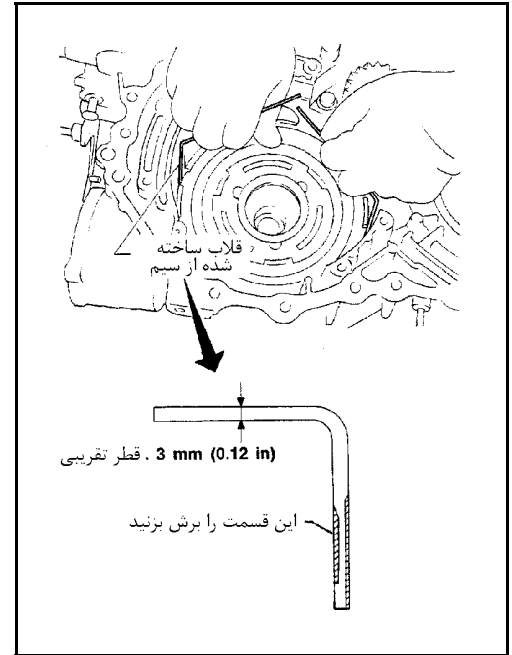 قلاب ساخته
شده از سیم
قطر تقریبی . 3 mm (0.12 in)
این قسمت را برش بزنید